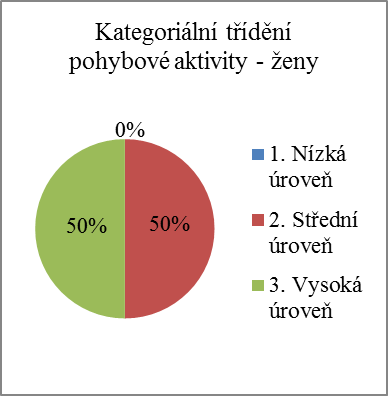 Kategoriální třídění
pohybové aktivity - ženy
0%
50%
50%
1. Nízká
úroveň
2. Střední
úroveň
3. Vysoká
úroveň